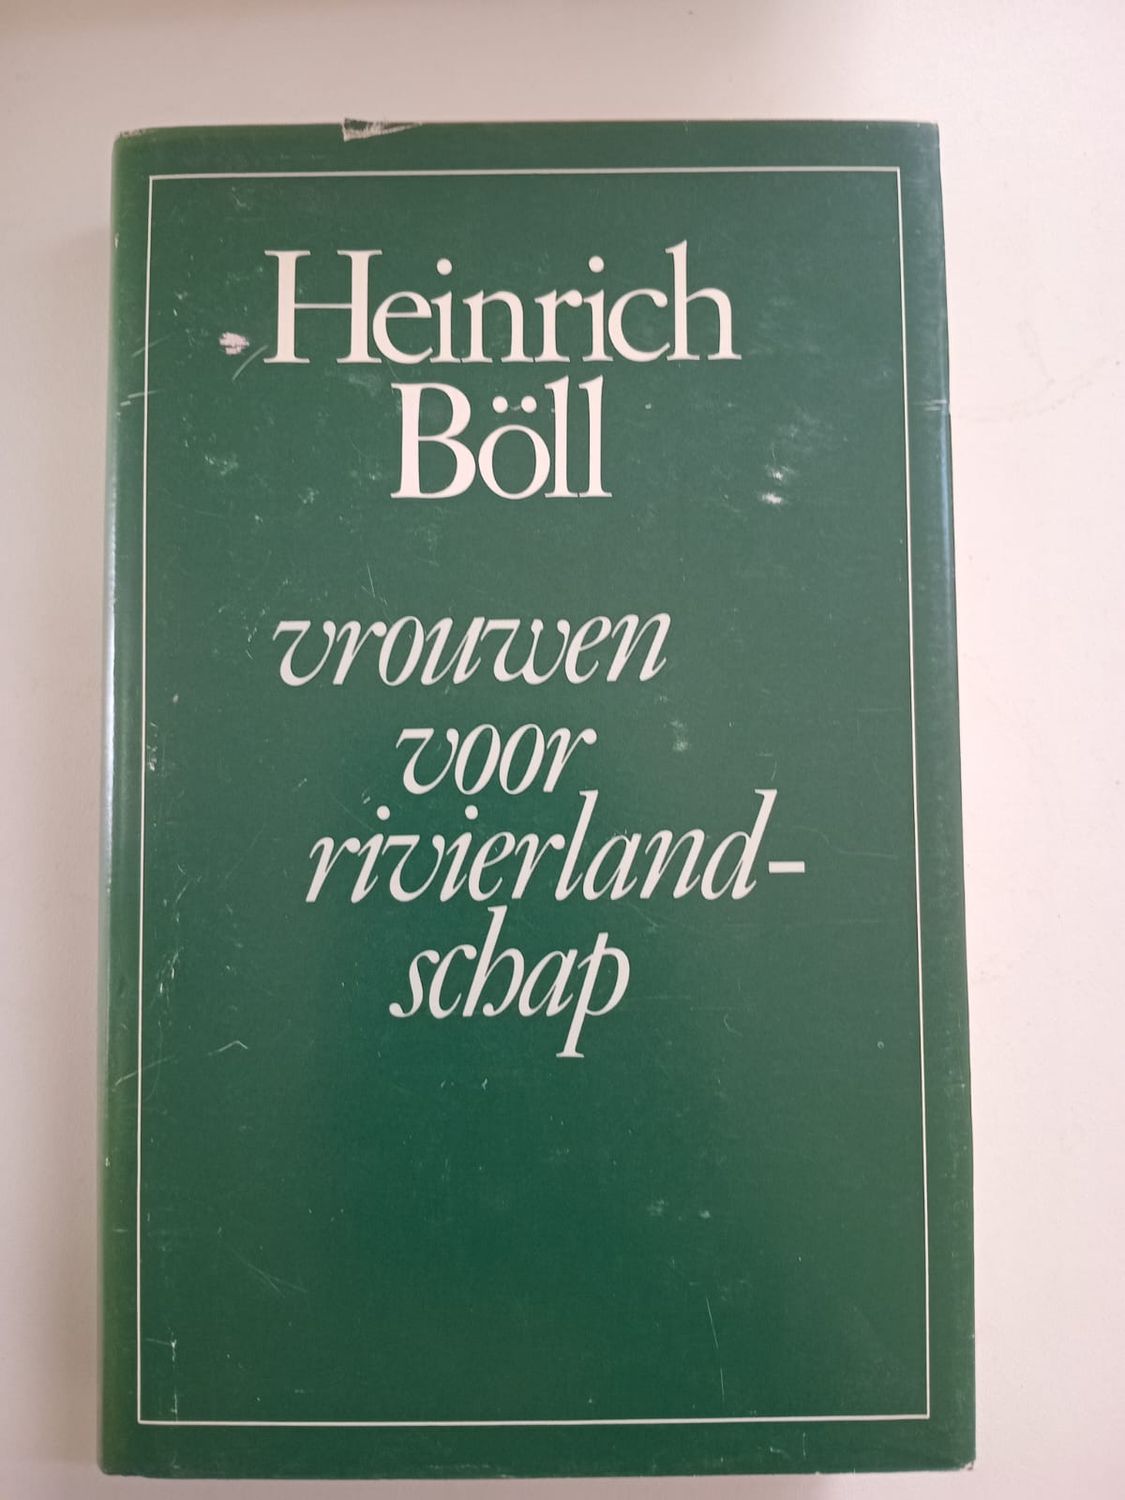 Heinrich
Böll
vrouwen
voor
rivierland-
schap